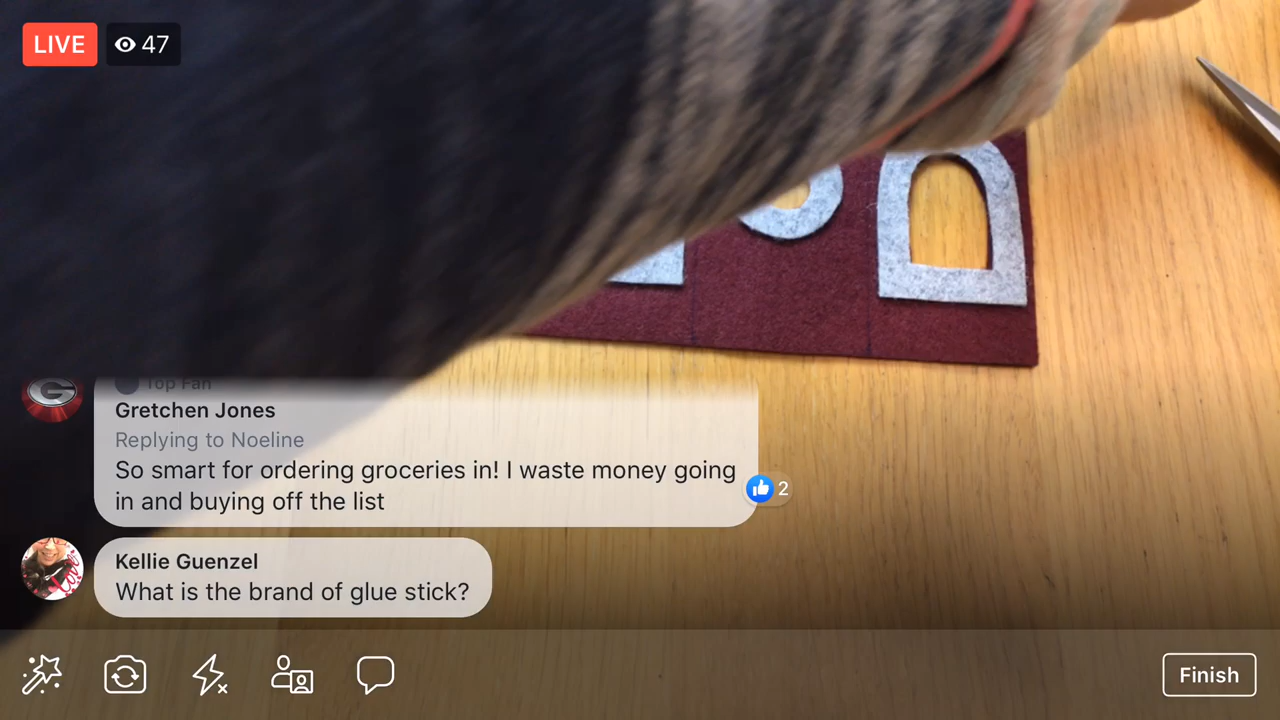 LIVE 47
Top Fan
Gretchen Jones
Replying to Noeline
So smart for ordering groceries in! I waste money going
in and buying off the list
2
Kellie Guenzel
What is the brand of glue stick?
Finish